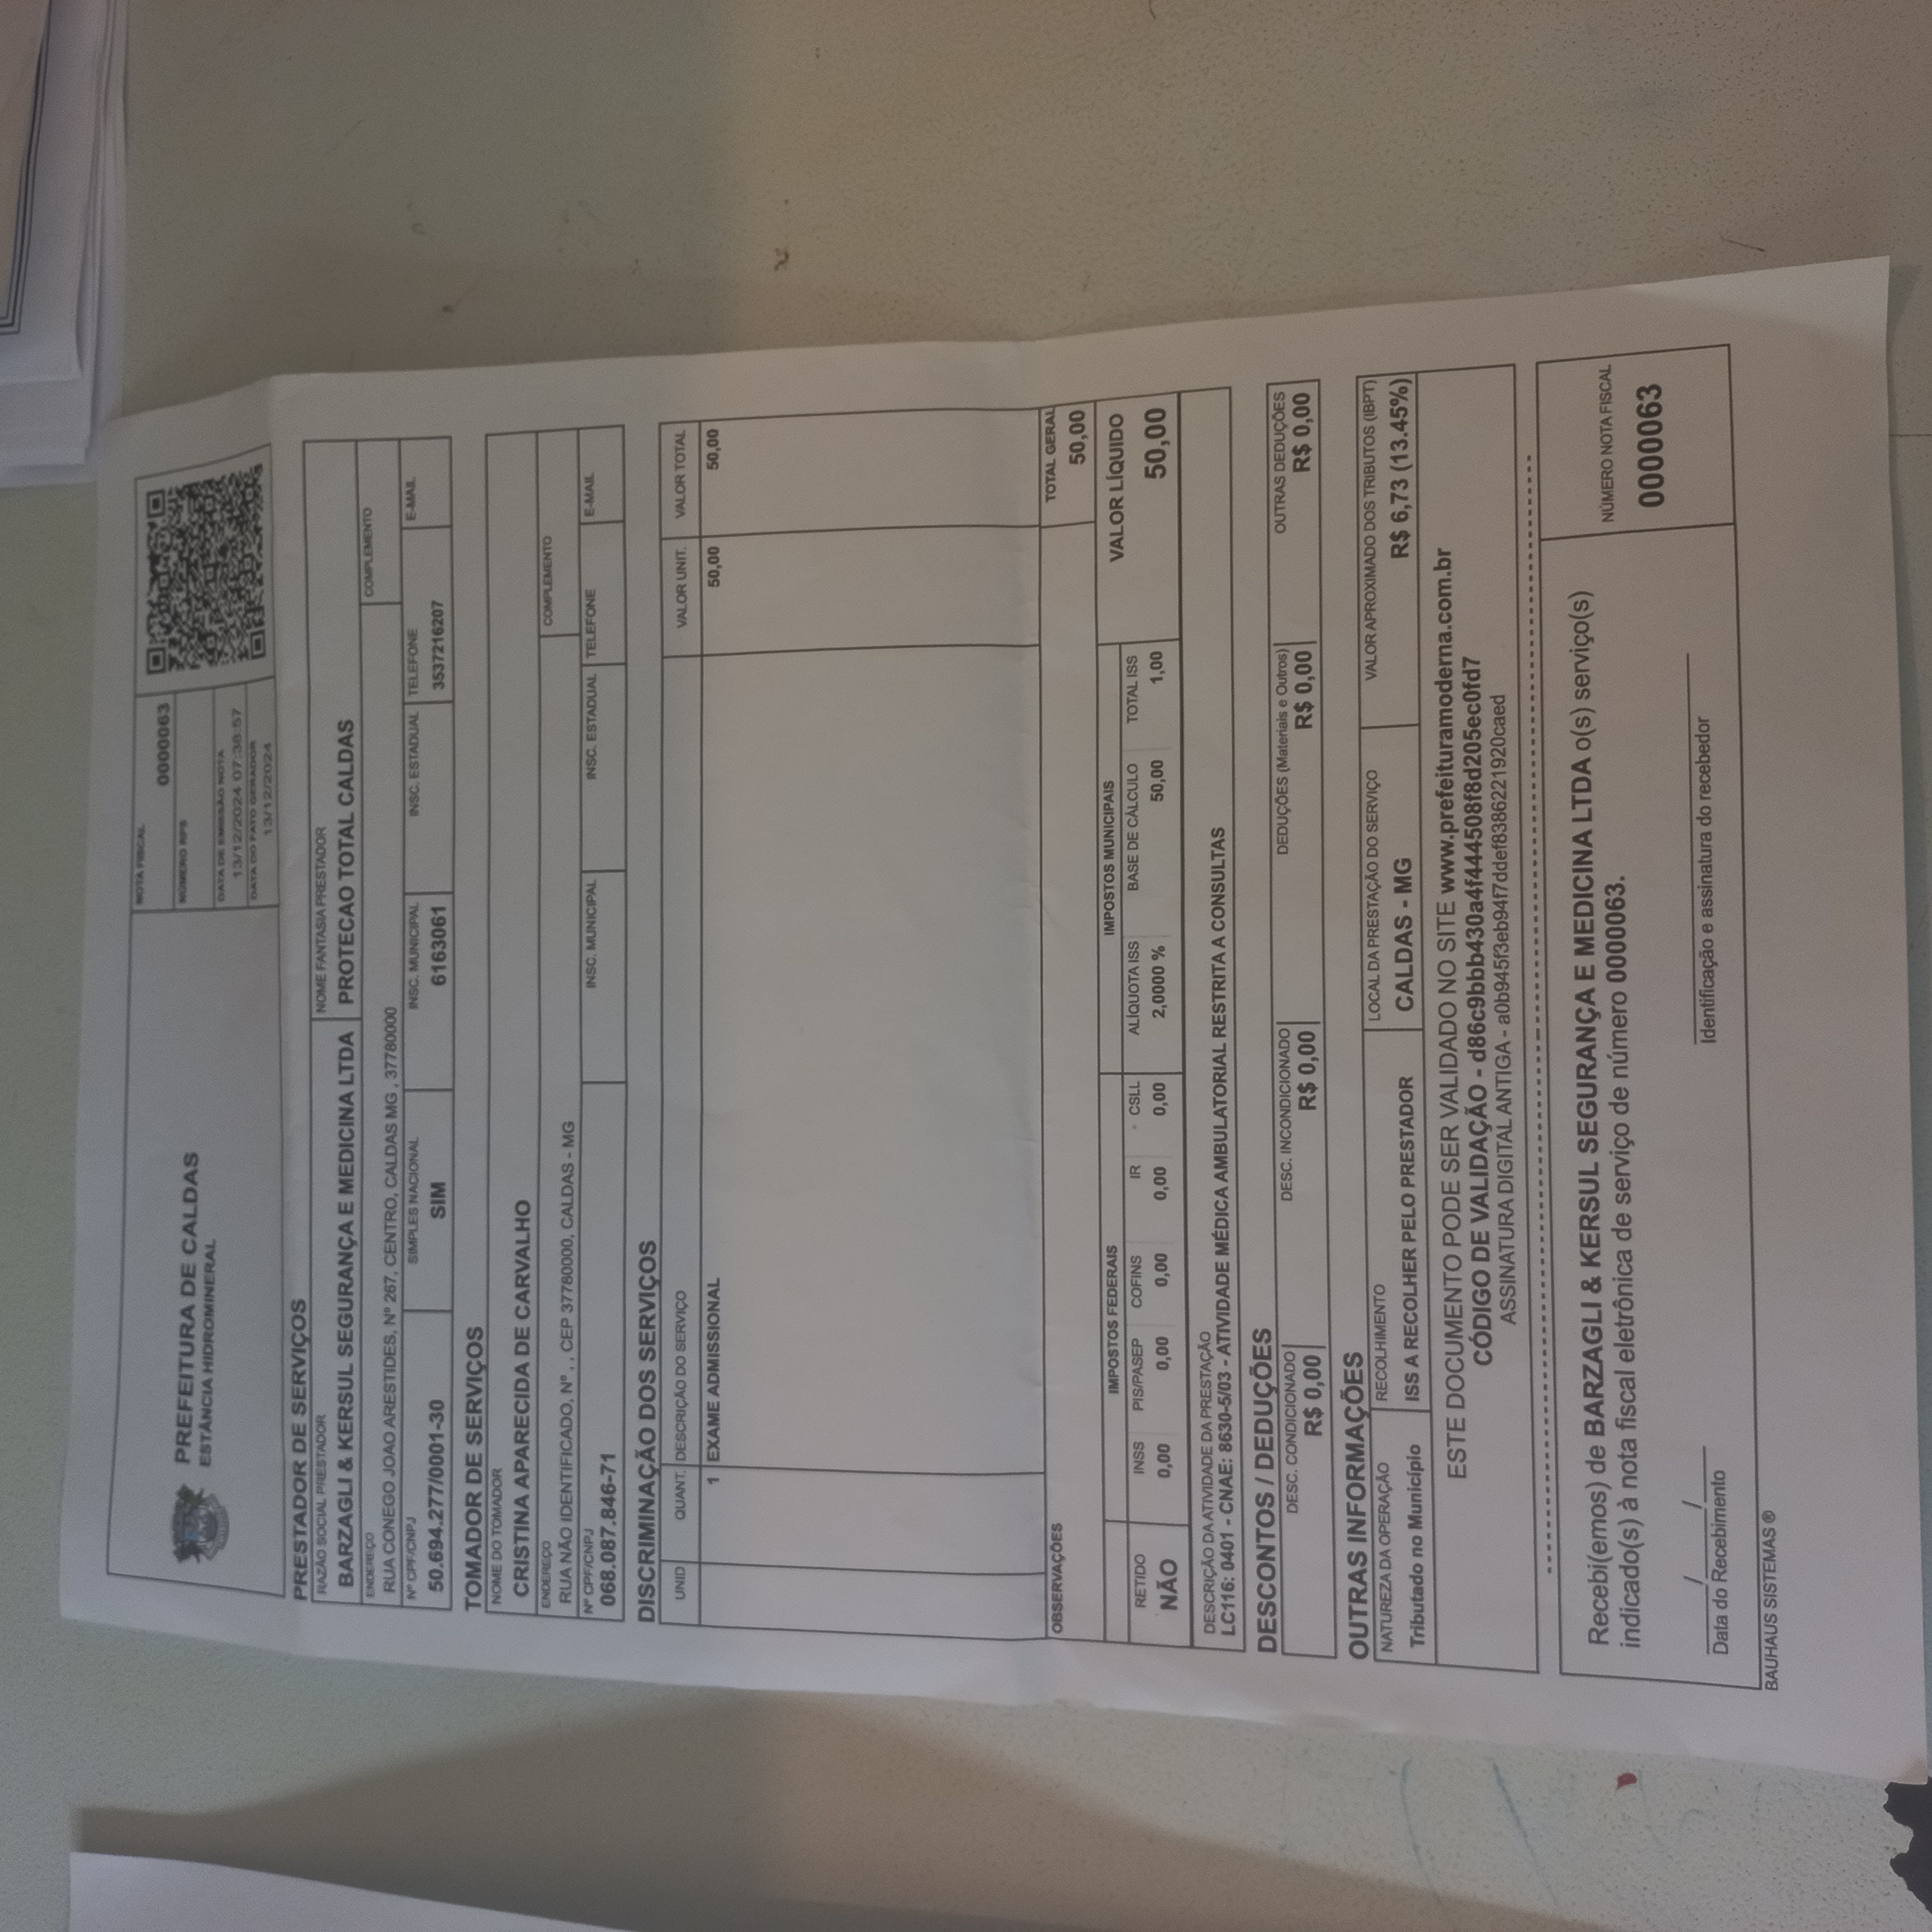 PREFEITURA DE CALDAS
ESTÂNCIA HIDROMINERAL
NOTA FISCAL
0000063
NÚMERO RPS
DATA DE EMISSÃO NOTA
13/12/2024 07:38:57
DATA DO FATO GERADOR
13/12/2024
PRESTADOR DE SERVIÇOS
RAZÃO SOCIAL PRESTADOR NOME FANTASIA PRESTADOR
BARZAGLI & KERSUL SEGURANÇA E MEDICINA LTDA PROTECAO TOTAL CALDAS
ENDEREÇO COMPLEMENTO
RUA CONEGO JOAO ARESTIDES, Nº 267, CENTRO, CALDAS MG , 37780000
Nº CPF/CNPJ SIMPLES NACIONAL INSC. MUNICIPAL INSC. ESTADUAL TELEFONE E-MAIL
50.694.277/0001-30 SIM 6163061 3537216207
TOMADOR DE SERVIÇOS
NOME DO TOMADOR
CRISTINA APARECIDA DE CARVALHO
ENDEREÇO COMPLEMENTO
RUA NÃO IDENTIFICADO, Nº , , CEP 37780000, CALDAS - MG
Nº CPF/CNPJ INSC. MUNICIPAL INSC. ESTADUAL TELEFONE E-MAIL
068.087.846-71
DISCRIMINAÇÃO DOS SERVIÇOS
UNID QUANT. DESCRIÇÃO DO SERVIÇO VALOR UNIT. VALOR TOTAL
1 EXAME ADMISSIONAL 50,00 50,00
OBSERVAÇÕES TOTAL GERAL
50,00
IMPOSTOS FEDERAIS IMPOSTOS MUNICIPAIS VALOR LÍQUIDO
RETIDO INSS PIS/PASEP COFINS IR CSLL ALÍQUOTA ISS BASE DE CÁLCULO TOTAL ISS
NÃO 0,00 0,00 0,00 0,00 0,00 2,0000 % 50,00 1,00 50,00
DESCRIÇÃO DA ATIVIDADE DA PRESTAÇÃO
LC116: 0401 - CNAE: 8630-5/03 - ATIVIDADE MÉDICA AMBULATORIAL RESTRITA A CONSULTAS
DESCONTOS / DEDUÇÕES
DESC. CONDICIONADO DESC. INCONDICIONADO DEDUÇÕES (Materiais e Outros) OUTRAS DEDUÇÕES
R$ 0,00 R$ 0,00 R$ 0,00 R$ 0,00
OUTRAS INFORMAÇÕES
NATUREZA DA OPERAÇÃO RECOLHIMENTO LOCAL DA PRESTAÇÃO DO SERVIÇO VALOR APROXIMADO DOS TRIBUTOS (IBPT)
Tributado no Município ISS A RECOLHER PELO PRESTADOR CALDAS - MG R$ 6,73 (13.45%)
ESTE DOCUMENTO PODE SER VALIDADO NO SITE www.prefeituramoderna.com.br
CÓDIGO DE VALIDAÇÃO - d86c9bbb430a4f444508f8d205ec0fd7
ASSINATURA DIGITAL ANTIGA - a0b945f3eb94f7ddef8386221920caed
Recebi(emos) de BARZAGLI & KERSUL SEGURANÇA E MEDICINA LTDA o(s) serviço(s)
indicado(s) à nota fiscal eletrônica de serviço de número 0000063.
NÚMERO NOTA FISCAL
0000063
____/____/____
Data do Recebimento Identificação e assinatura do recebedor
BAUHAUS SISTEMAS ®